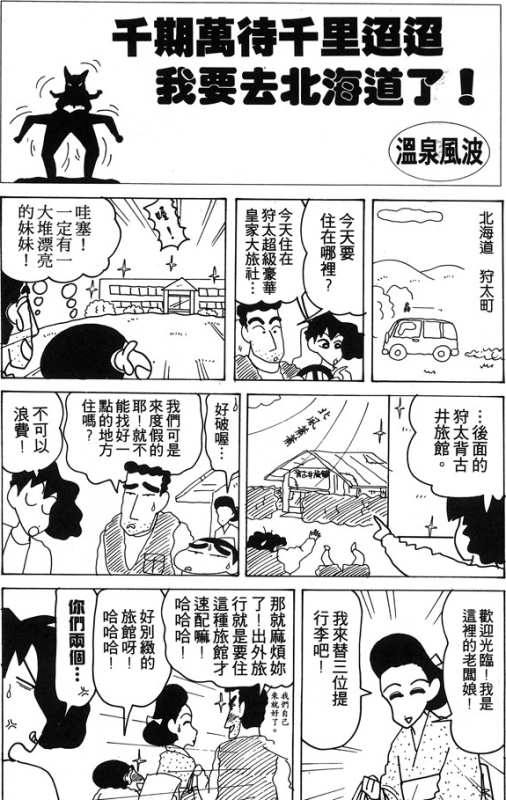 千期萬待千里迢迢
我要去北海道了！
溫泉風波
北海道
狩太町
今天要
住在哪裡？
今天住在
狩太超級豪華
皇家大旅社…
喔！
哇塞！
一定有一
大堆漂亮
的妹妹！
…後面的
狩太背古
井旅館。
北風蕭蕭
好破喔…
我們可是
來度假的
耶！就不
能找好一
點的地方
住嗎？
不可以
浪費！
歡迎光臨！我是
這裡的老闆娘！
我來替三位提
行李吧！
我們自己
來就好了。
那就麻煩妳
了！出外旅
行就是要住
這種旅館才
速配嘛！
哈哈哈！
好別緻的
旅館呀！
哈哈哈！
你們兩個…